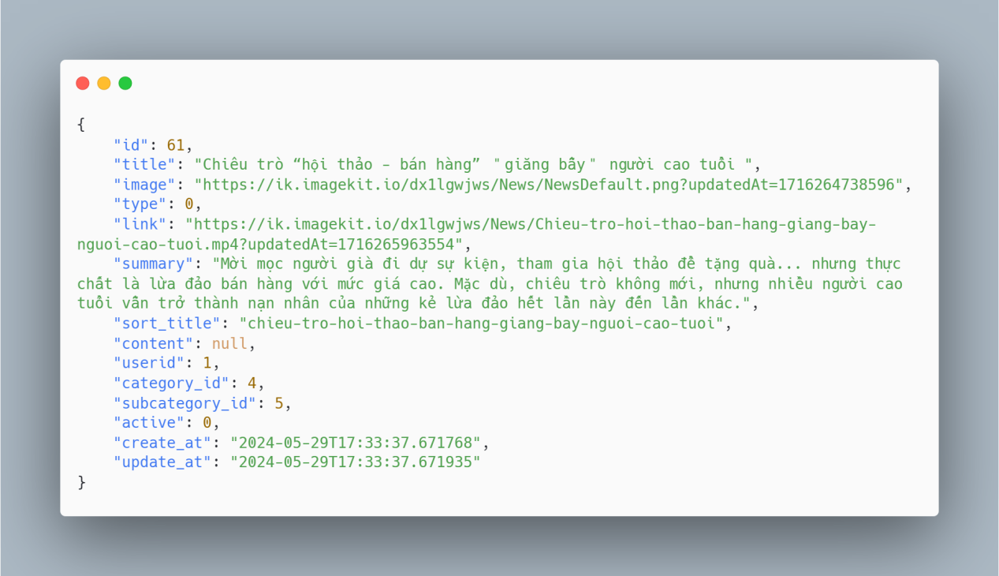 {
"id": 61,
"title": "Chiêu trò “hội thảo – bán hàng” ＂giăng bẫy＂ người cao tuổi ",
"image": "https://ik.imagekit.io/dx1lgwjws/News/NewsDefault.png?updatedAt=1716264738596",
"type": 0,
"link": "https://ik.imagekit.io/dx1lgwjws/News/Chieu-tro-hoi-thao-ban-hang-giang-bay-
nguoi-cao-tuoi.mp4?updatedAt=1716265963554",
"summary": "Mời mọc người già đi dự sự kiện, tham gia hội thảo để tặng quà... nhưng thực
chất là lừa đảo bán hàng với mức giá cao. Mặc dù, chiêu trò không mới, nhưng nhiều người cao
tuổi vẫn trở thành nạn nhân của những kẻ lừa đảo hết lần này đến lần khác.",
"sort_title": "chieu-tro-hoi-thao-ban-hang-giang-bay-nguoi-cao-tuoi",
"content": null,
"userid": 1,
"category_id": 4,
"subcategory_id": 5,
"active": 0,
"create_at": "2024-05-29T17:33:37.671768",
"update_at": "2024-05-29T17:33:37.671935"
}